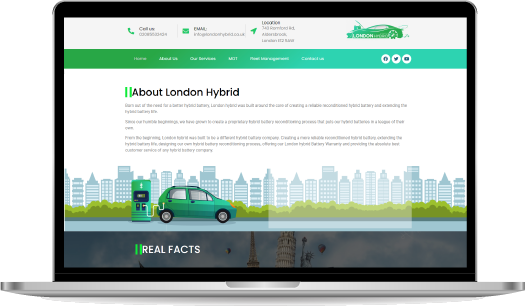 Call us:
EMAIL:
info@londonhybrid.co.uk
Location
740 Romford Rd,
Aldersbrook,
London E12 6BW
LONDON
Home
About Us
Our Services
MOT
Fleet Management
Contact us
About London Hybrid
Born out of the need for a better hybrid battery, London hybrid was built around the core of creating a reliable reconditioned hybrid battery and extending the
hybrid battery life.
Since our humble beginnings, we have grown to create a proprietary hybrid battery reconditioning process that puts our hybrid batteries in a league of their
own.
From the beginning, London hybrid was built to be a different hybrid battery company. Creating a more reliable reconditioned hybrid battery, extending the
hybrid battery life, designing our own hybrid battery reconditioning process, offering our London hybrid Battery Warranty and providing the absolute best
customer service of any hybrid battery company.
REAL FACTS